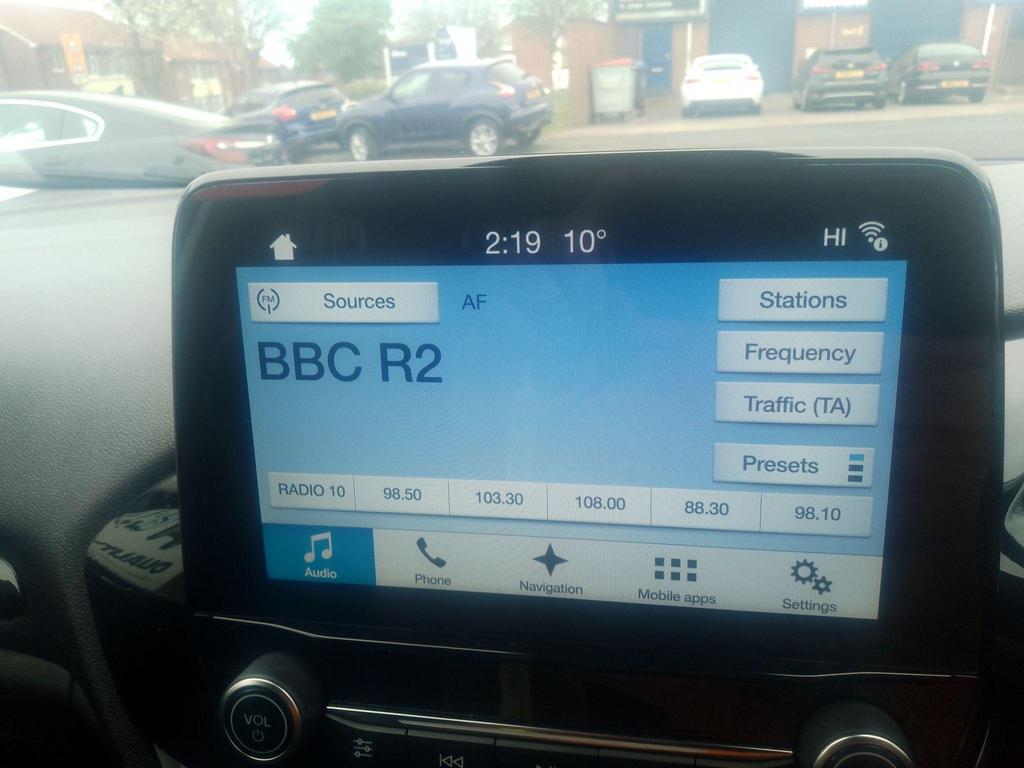 2:19 10° HI
FM Sources AF Stations
BBC R2
Frequency
Traffic (TA)
Presets
RADIO 10 98.50 103.30 108.00 88.30 98.10
Audio Phone Navigation Mobile apps Settings
VOL